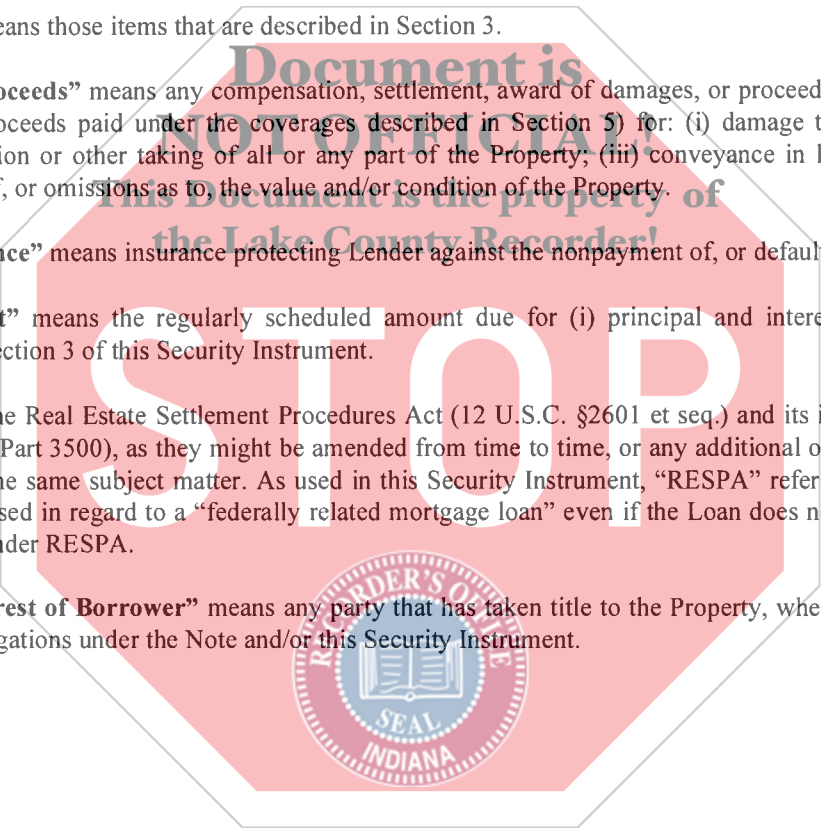 eans those items that are described in Section 3.
Document is
oceeds” means any compensation, settlement, award of damages, or proceed
oceeds paid under the coverages described in Section 5) for: (i) damage t
NOT OFFICIAL!
ion or other taking of all or any part of the Property; (iii) conveyance in l
f, or omissions as to, the value and/or condition of the Property.
This Document is the property of
the Lake County Recorder!
nce” means insurance protecting Lender against the nonpayment of, or defaul
t” means the regularly scheduled amount due for (i) principal and intere
ection 3 of this Security Instrument.
STOP
he Real Estate Settlement Procedures Act (12 U.S.C. §2601 et seq.) and its i
Part 3500), as they might be amended from time to time, or any additional o
he same subject matter. As used in this Security Instrument, “RESPA” refer
sed in regard to a “federally related mortgage loan” even if the Loan does n
nder RESPA.
rest of Borrower” means any party that has taken title to the Property, whe
gations under the Note and/or this Security Instrument.
RECORDER'S OFFICE
SEAL
INDIANA